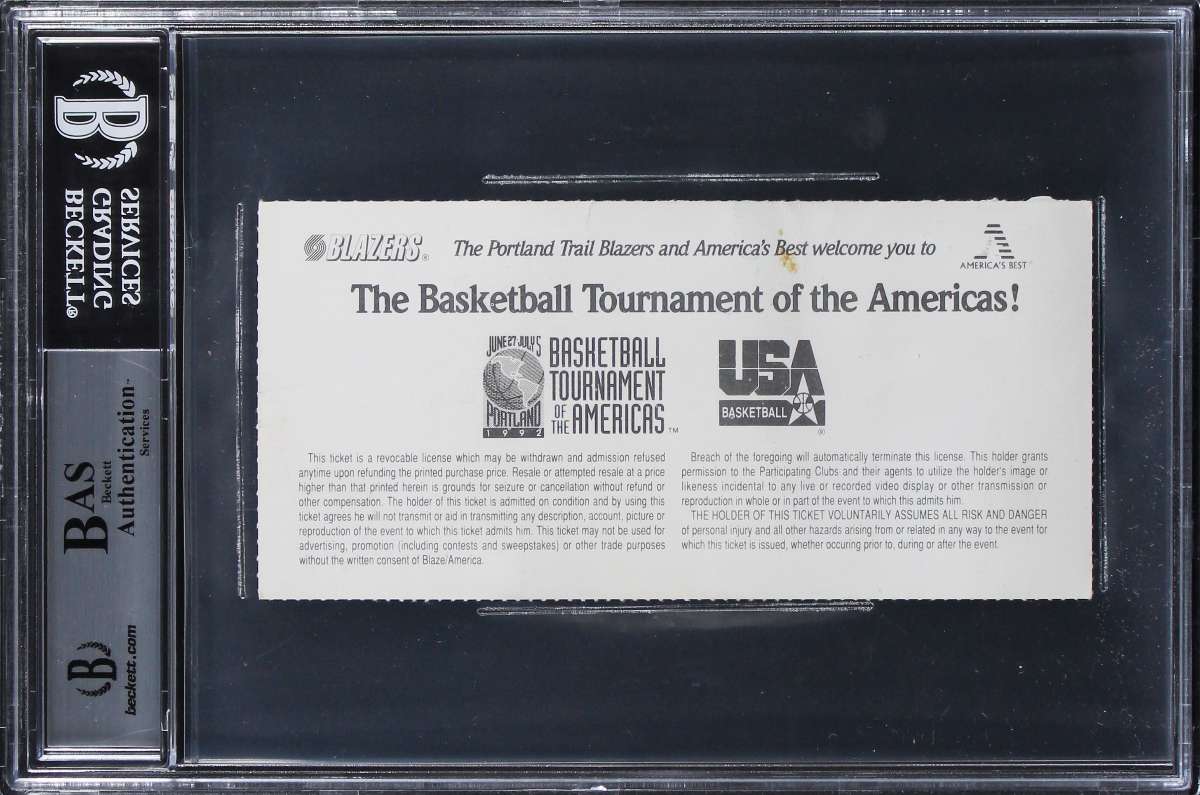 BECKETT®
GRADING
SERVICES
B
BAS
Beckett
Authentication™
Services
B
beckett.com
BLAZERS®
The Portland Trail Blazers and America's Best welcome you to
AMERICA'S BEST
The Basketball Tournament of the Americas!
JUNE 27 JULY 5
PORTLAND
1992
BASKETBALL
TOURNAMENT
OF THE AMERICAS™
USA
BASKETBALL
®
This ticket is a revocable license which may be withdrawn and admission refused
anytime upon refunding the printed purchase price. Resale or attempted resale at a price
higher than that printed herein is grounds for seizure or cancellation without refund or
other compensation. The holder of this ticket is admitted on condition and by using this
ticket agrees he will not transmit or aid in transmitting any description, account, picture or
reproduction of the event to which this ticket admits him. This ticket may not be used for
advertising, promotion (including contests and sweepstakes) or other trade purposes
without the written consent of Blaze/America.
Breach of the foregoing will automatically terminate this license. This holder grants
permission to the Participating Clubs and their agents to utilize the holder's image or
likeness incidental to any live or recorded video display or other transmission or
reproduction in whole or in part of the event to which this admits him.
THE HOLDER OF THIS TICKET VOLUNTARILY ASSUMES ALL RISK AND DANGER
of personal injury and all other hazards arising from or related in any way to the event for
which this ticket is issued, whether occurring prior to, during or after the event.